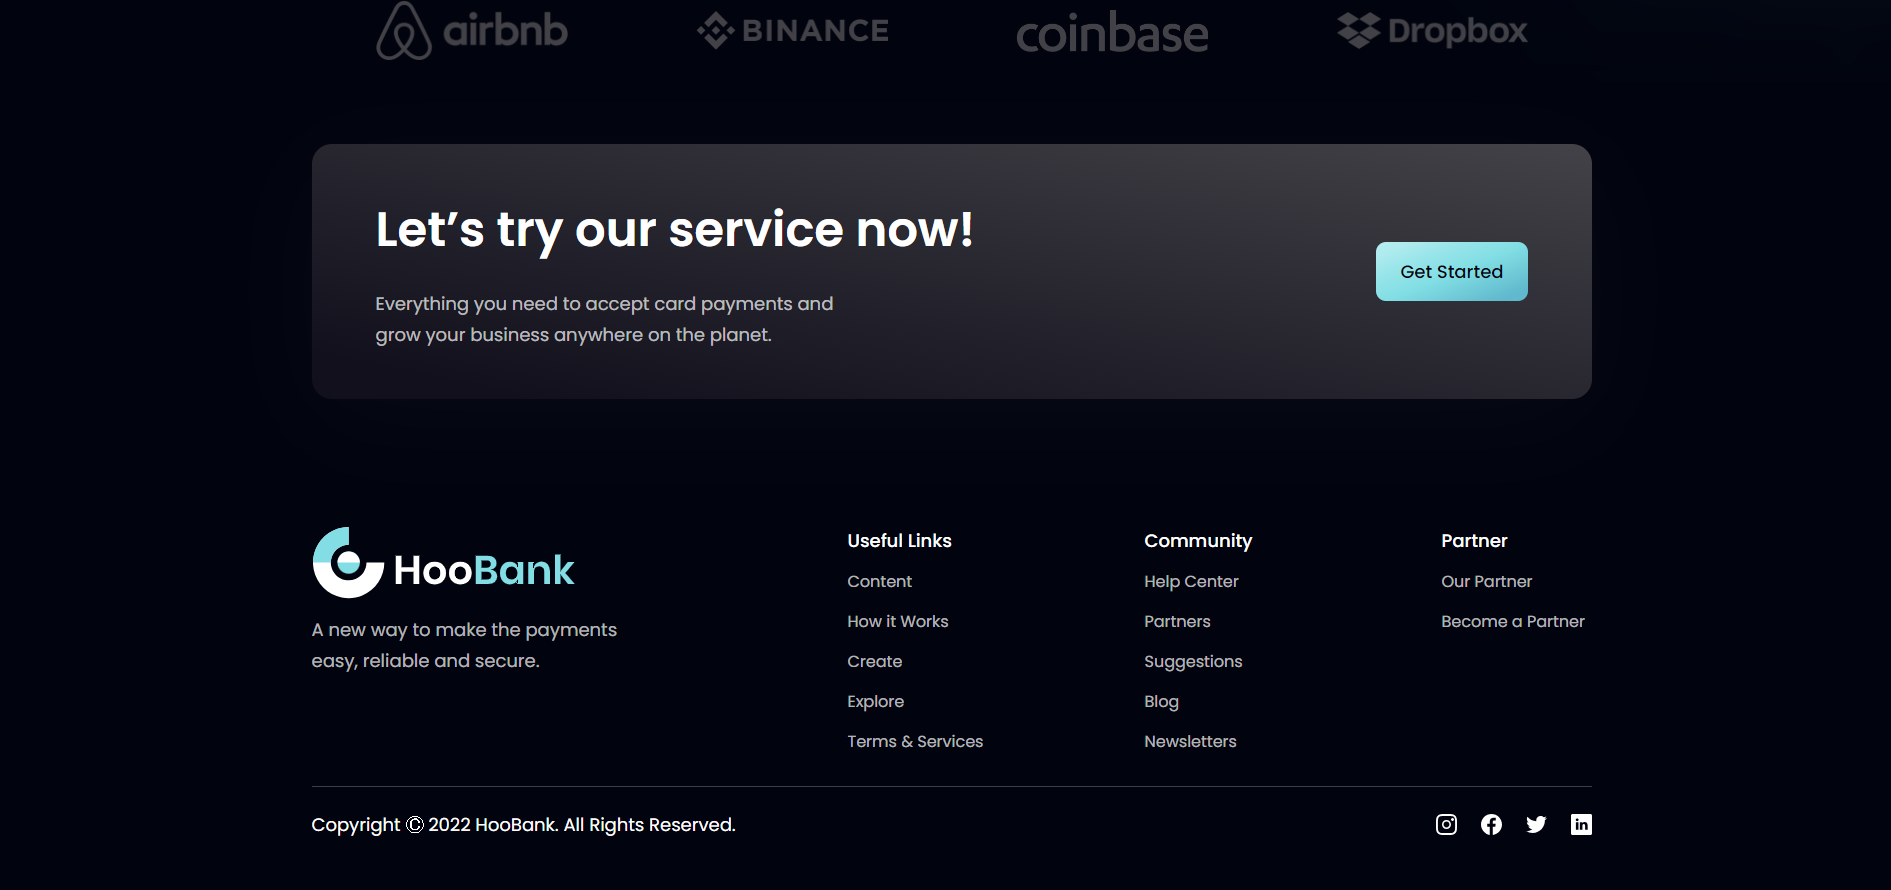 airbnb BINANCE coinbase Dropbox
Let’s try our service now!
Everything you need to accept card payments and
grow your business anywhere on the planet.
Get Started
HooBank
A new way to make the payments
easy, reliable and secure.
Useful Links
Content
How it Works
Create
Explore
Terms & Services
Community
Help Center
Partners
Suggestions
Blog
Newsletters
Partner
Our Partner
Become a Partner
Copyright Ⓒ 2022 HooBank. All Rights Reserved.
in